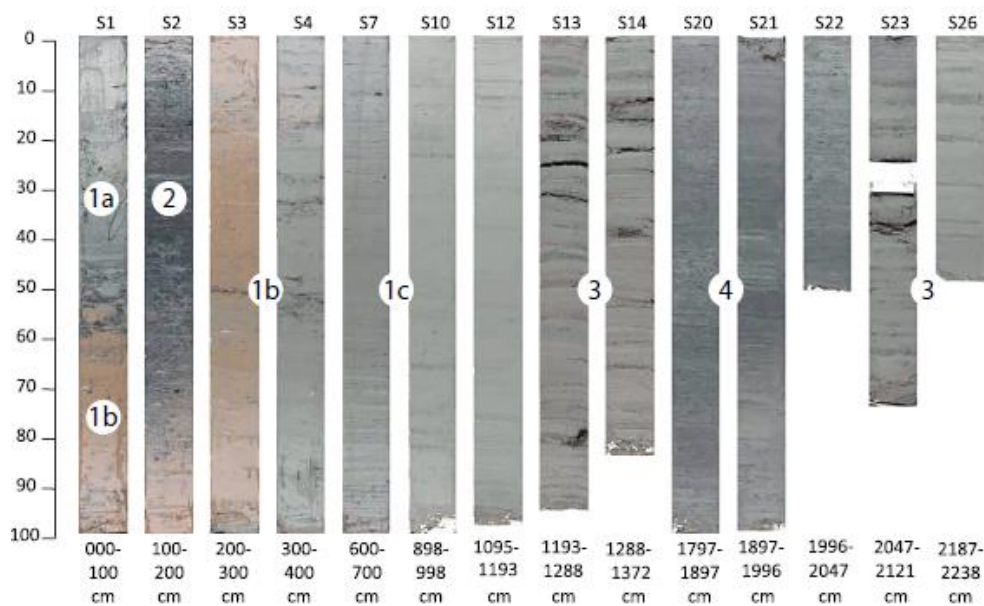 S1 S2 S3 S4 S7 S10 S12 S13 S14 S20 S21 S22 S23 S26
0
10
20
30
1a 2
40
50
1b 1c 3 4 3
60
70
1b
80
90
100
000- 100- 200- 300- 600- 898- 1095- 1193- 1288- 1797- 1897- 1996- 2047- 2187-
100 200 300 400 700 998 1193 1288 1372 1897 1996 2047 2121 2238
cm cm cm cm cm cm cm cm cm cm cm cm cm cm